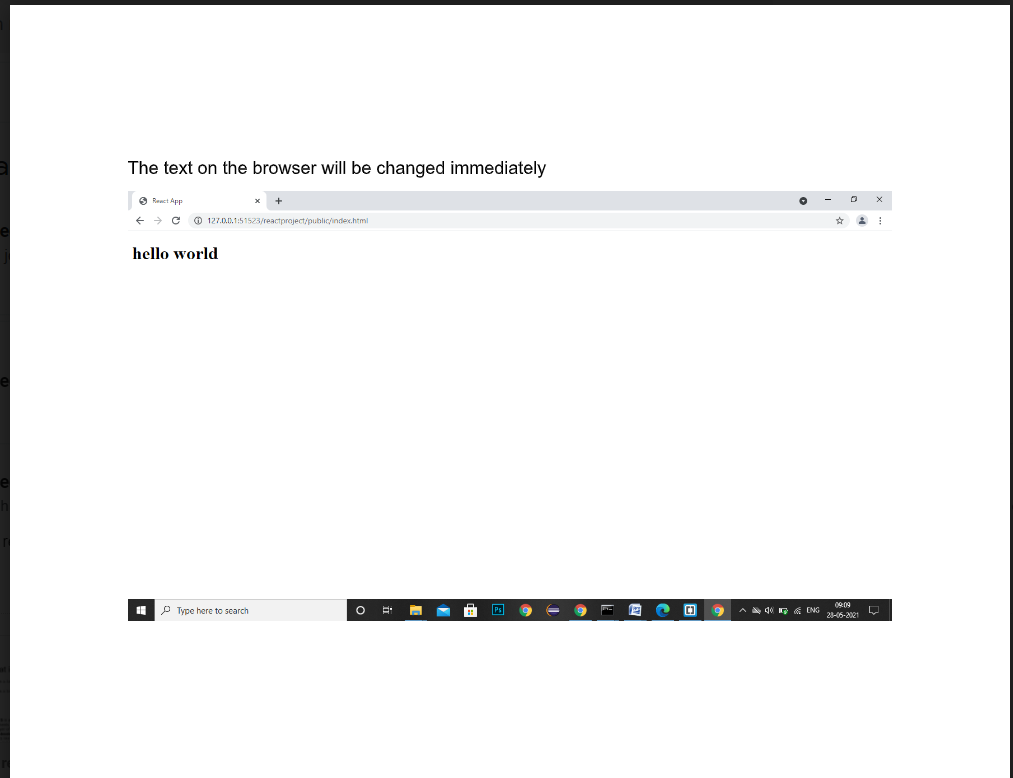 The text on the browser will be changed immediately
React App
127.0.0.1:51523/reactproject/public/index.html
hello world
Type here to search
Ps
ENG
09:09
28-05-2021